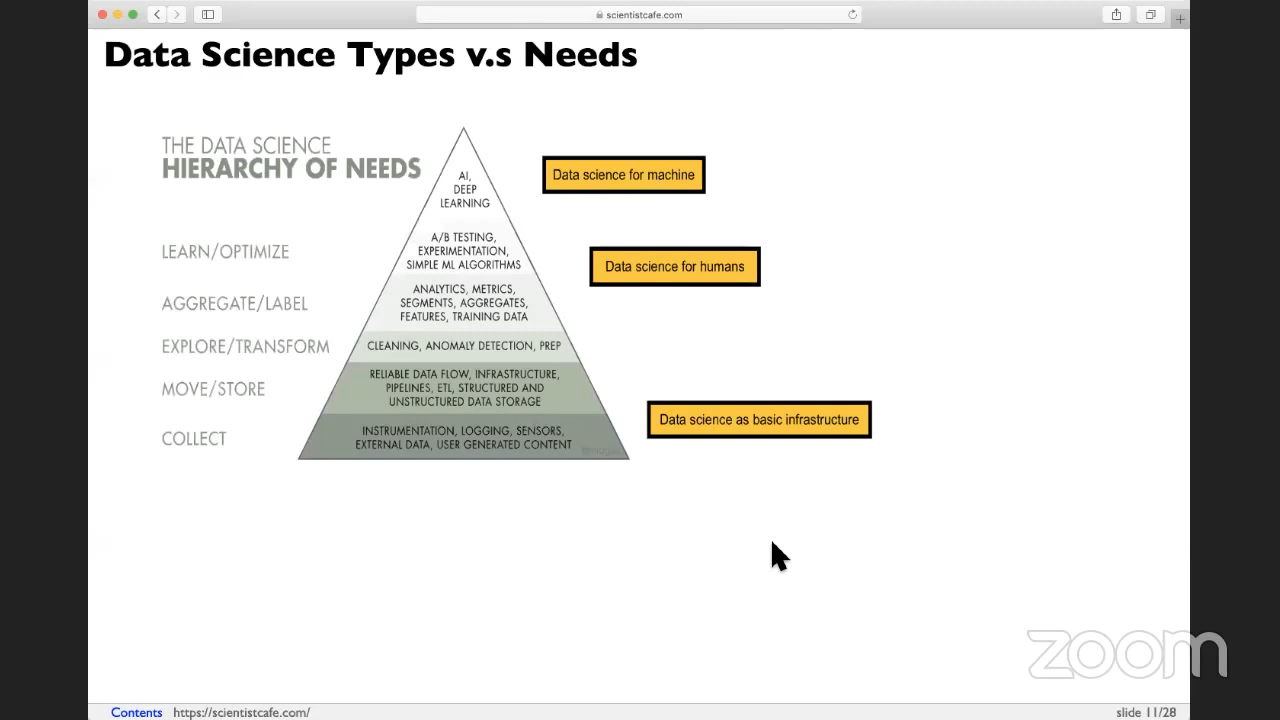 scientistcafe.com
Data Science Types v.s Needs
THE DATA SCIENCE
HIERARCHY OF NEEDS
AI,
DEEP
LEARNING
Data science for machine
LEARN/OPTIMIZE
A/B TESTING,
EXPERIMENTATION,
SIMPLE ML ALGORITHMS
Data science for humans
AGGREGATE/LABEL
ANALYTICS, METRICS,
SEGMENTS, AGGREGATES,
FEATURES, TRAINING DATA
EXPLORE/TRANSFORM
CLEANING, ANOMALY DETECTION, PREP
MOVE/STORE
RELIABLE DATA FLOW, INFRASTRUCTURE,
PIPELINES, ETL, STRUCTURED AND
UNSTRUCTURED DATA STORAGE
Data science as basic infrastructure
COLLECT
INSTRUMENTATION, LOGGING, SENSORS,
EXTERNAL DATA, USER GENERATED CONTENT
zoom
Contents https://scientistcafe.com/
slide 11/28